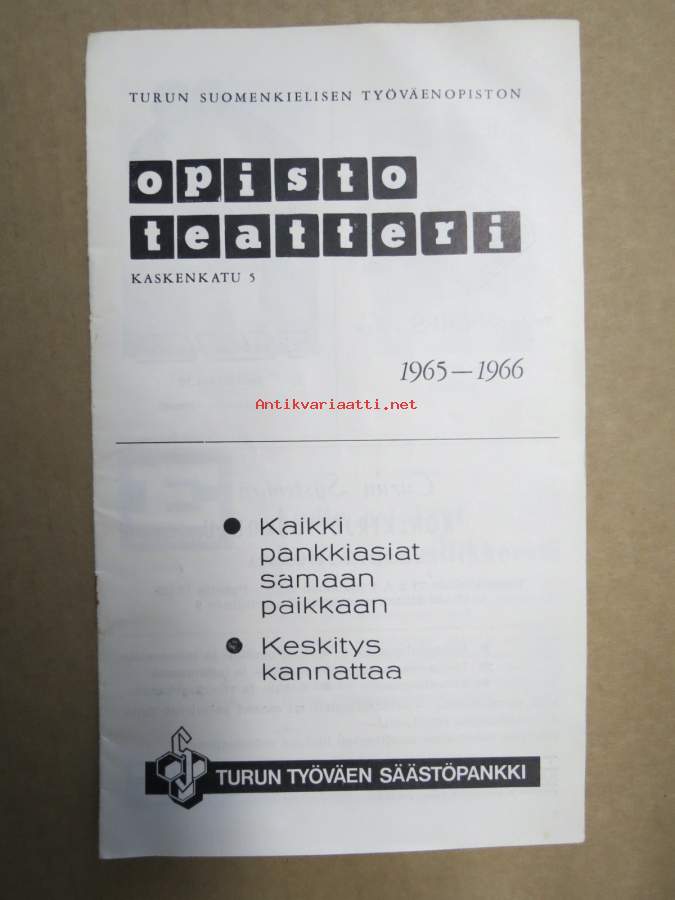 TURUN SUOMENKIELISEN TYÖVÄENOPISTON
opisto
teatteri
KASKENKATU 5
1965—1966
Antikvariaatti.net
● Kaikki
pankkiasiat
samaan
paikkaan
● Keskitys
kannattaa
TURUN TYÖVÄEN SÄÄSTÖPANKKI